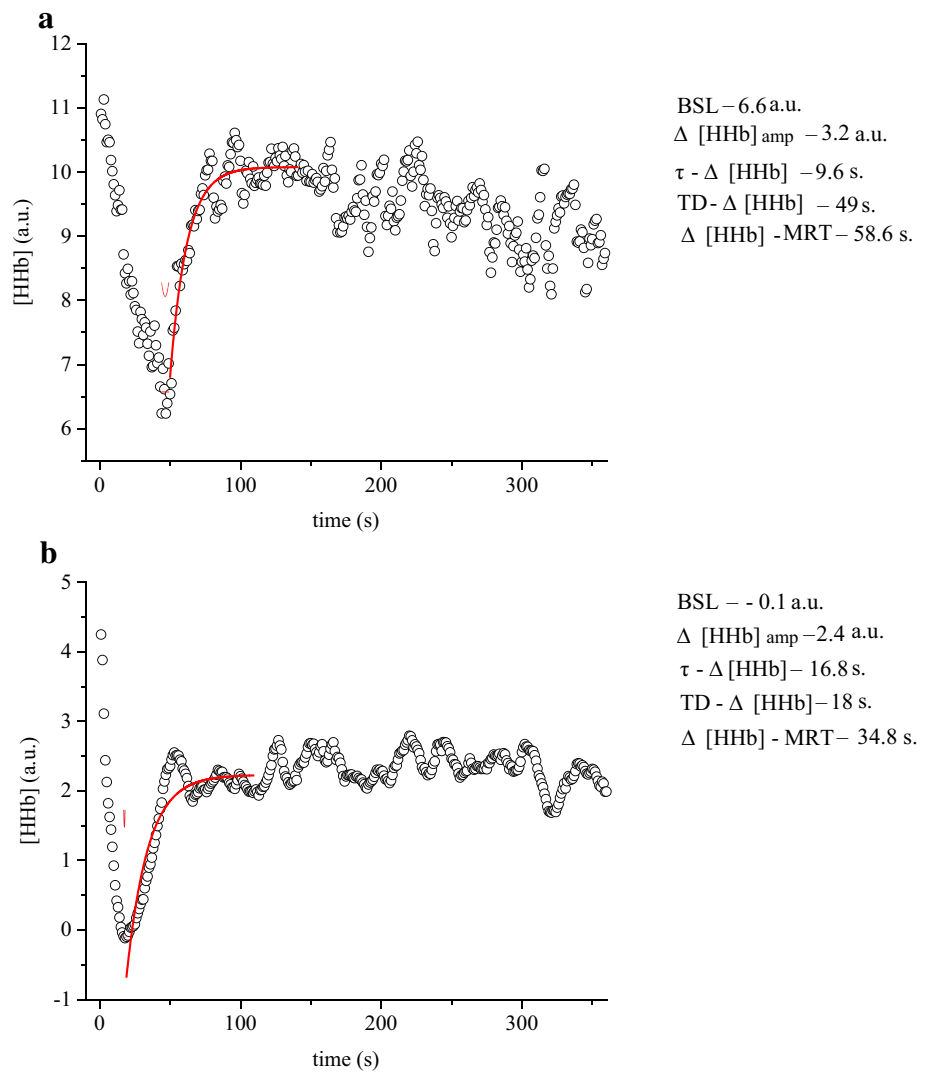 a
12
11
10
9
8
7
6
[HHb] (a.u.)
0
100
200
300
time (s)
BSL – 6.6 a.u.
Δ [HHb] amp – 3.2 a.u.
τ - Δ [HHb] – 9.6 s.
TD - Δ [HHb] – 49 s.
Δ [HHb] - MRT – 58.6 s.
b
5
4
3
2
1
0
-1
[HHb] (a.u.)
0
100
200
300
time (s)
BSL – - 0.1 a.u.
Δ [HHb] amp – 2.4 a.u.
τ - Δ [HHb] – 16.8 s.
TD - Δ [HHb] – 18 s.
Δ [HHb] - MRT – 34.8 s.